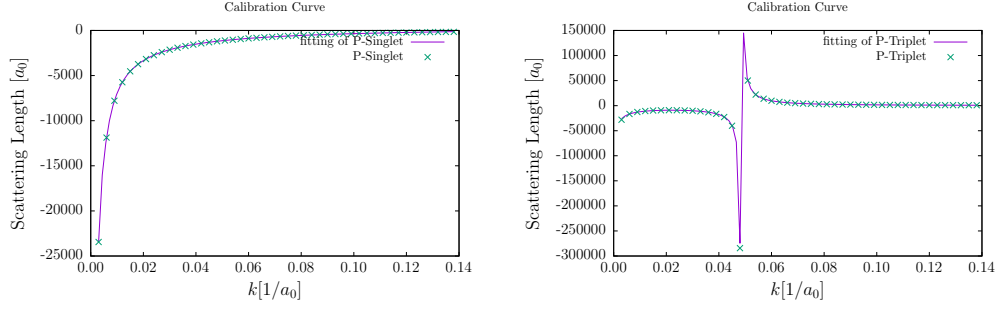 Calibration Curve
fitting of P-Singlet
P-Singlet
Scattering Length [a0]
0
-5000
-10000
-15000
-20000
-25000
0.00 0.02 0.04 0.06 0.08 0.10 0.12 0.14
k[1/a0]
Calibration Curve
fitting of P-Triplet
P-Triplet
Scattering Length [a0]
150000
100000
50000
0
-50000
-100000
-150000
-200000
-250000
-300000
0.00 0.02 0.04 0.06 0.08 0.10 0.12 0.14
k[1/a0]